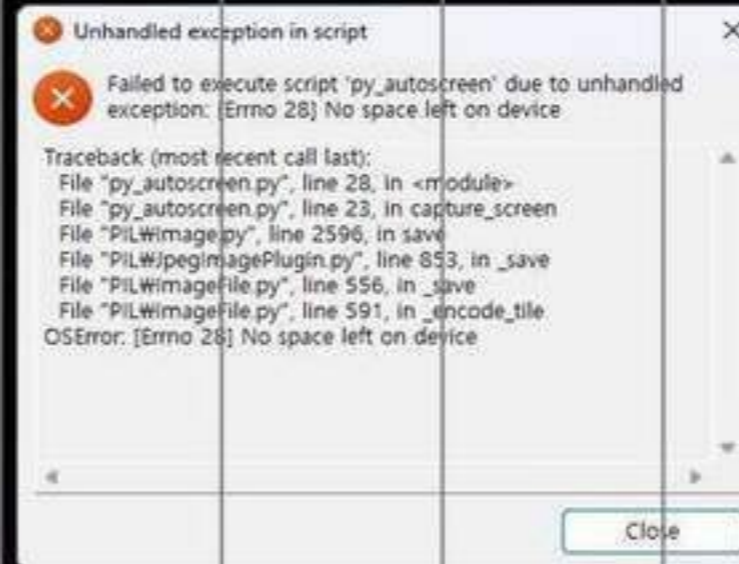 Unhandled exception in script
Failed to execute script 'py_autoscreen' due to unhandled
exception: [Errno 28] No space left on device
Traceback (most recent call last):
File "py_autoscreen.py", line 28, in <module>
File "py_autoscreen.py", line 23, in capture_screen
File "PIL₩Image.py", line 2596, in save
File "PIL₩JpegImagePlugin.py", line 853, in _save
File "PIL₩ImageFile.py", line 556, in _save
File "PIL₩ImageFile.py", line 591, in _encode_tile
OSError: [Errno 28] No space left on device
Close